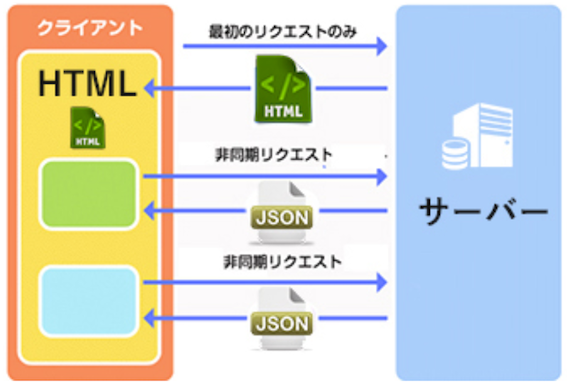 クライアント
最初のリクエストのみ
HTML
</>
HTML
</>
HTML
非同期リクエスト
JSON
サーバー
非同期リクエスト
JSON